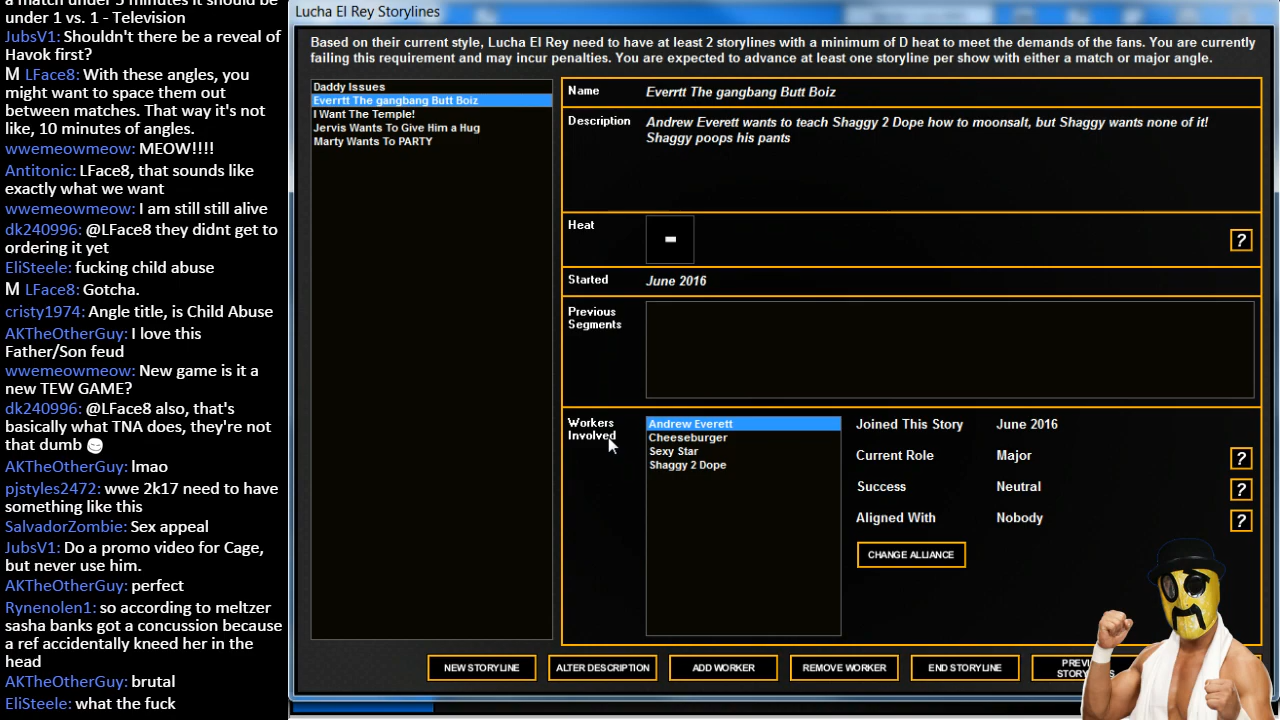 a match under 5 minutes it should be
under 1 vs. 1 - Television
JubsV1: Shouldn't there be a reveal of
Havok first?
M LFace8: With these angles, you
might want to space them out
between matches. That way it's not
like, 10 minutes of angles.
wwemeowmeow: MEOW!!!!
Antitonic: LFace8, that sounds like
exactly what we want
wwemeowmeow: I am still still alive
dk240996: @LFace8 they didnt get to
ordering it yet
EliSteele: fucking child abuse
M LFace8: Gotcha.
cristy1974: Angle title, is Child Abuse
AKTheOtherGuy: I love this
Father/Son feud
wwemeowmeow: New game is it a
new TEW GAME?
dk240996: @LFace8 also, that's
basically what TNA does, they're not
that dumb
AKTheOtherGuy: lmao
pjstyles2472: wwe 2k17 need to have
something like this
SalvadorZombie: Sex appeal
JubsV1: Do a promo video for Cage,
but never use him.
AKTheOtherGuy: perfect
Rynenolen1: so according to meltzer
sasha banks got a concussion because
a ref accidentally kneed her in the
head
AKTheOtherGuy: brutal
EliSteele: what the fuck
Lucha El Rey Storylines
Based on their current style, Lucha El Rey need to have at least 2 storylines with a minimum of D heat to meet the demands of the fans. You are currently
failing this requirement and may incur penalties. You are expected to advance at least one storyline per show with either a match or major angle.
Daddy Issues
Everrtt The gangbang Butt Boiz
I Want The Temple!
Jervis Wants To Give Him a Hug
Marty Wants To PARTY
Name Everrtt The gangbang Butt Boiz
Description Andrew Everett wants to teach Shaggy 2 Dope how to moonsalt, but Shaggy wants none of it!
Shaggy poops his pants
Heat - ?
Started June 2016
Previous
Segments
Workers
Involved
Andrew Everett
Cheeseburger
Sexy Star
Shaggy 2 Dope
Joined This Story June 2016
Current Role Major ?
Success Neutral ?
Aligned With Nobody ?
CHANGE ALLIANCE
NEW STORYLINE ALTER DESCRIPTION ADD WORKER REMOVE WORKER END STORYLINE